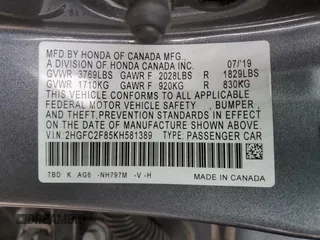 MFD BY HONDA OF CANADA MFG.,
A DIVISION OF HONDA CANADA INC. 07/19
GVWR 3769LBS GAWR F 2028LBS R 1829LBS
GVWR 1710KG GAWR F 920KG R 830KG
THIS VEHICLE CONFORMS TO ALL APPLICABLE
FEDERAL MOTOR VEHICLE SAFETY, BUMPER,
AND THEFT PREVENTION STANDARDS IN EFFECT ON
THE DATE OF MANUFACTURE SHOWN ABOVE.
V.I.N: 2HGFC2F85KH581389 TYPE: PASSENGER CAR
TBD K AG6 -NH797M -V -H MADE IN CANADA